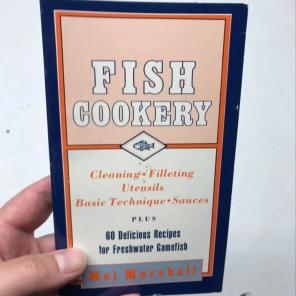 FISH
COOKERY
Cleaning • Filleting
Utensils
Basic Technique • Sauces
PLUS
60 Delicious Recipes
for Freshwater Gamefish
Mel Marshall